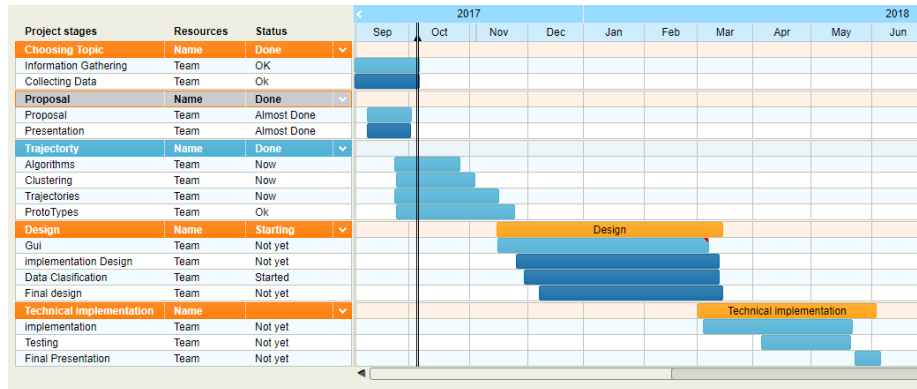 2017 2018
Project stages Resources Status Sep Oct Nov Dec Jan Feb Mar Apr May Jun
Choosing Topic Name Done
Information Gathering Team OK
Collecting Data Team Ok
Proposal Name Done
Proposal Team Almost Done
Presentation Team Almost Done
Trajectorty Name Done
Algorithms Team Now
Clustering Team Now
Trajectories Team Now
ProtoTypes Team Ok
Design Name Starting Design
Gui Team Not yet
implementation Design Team Not yet
Data Clasification Team Started
Final design Team Not yet
Technical implementation Name Technical implementation
implementation Team Not yet
Testing Team Not yet
Final Presentation Team Not yet